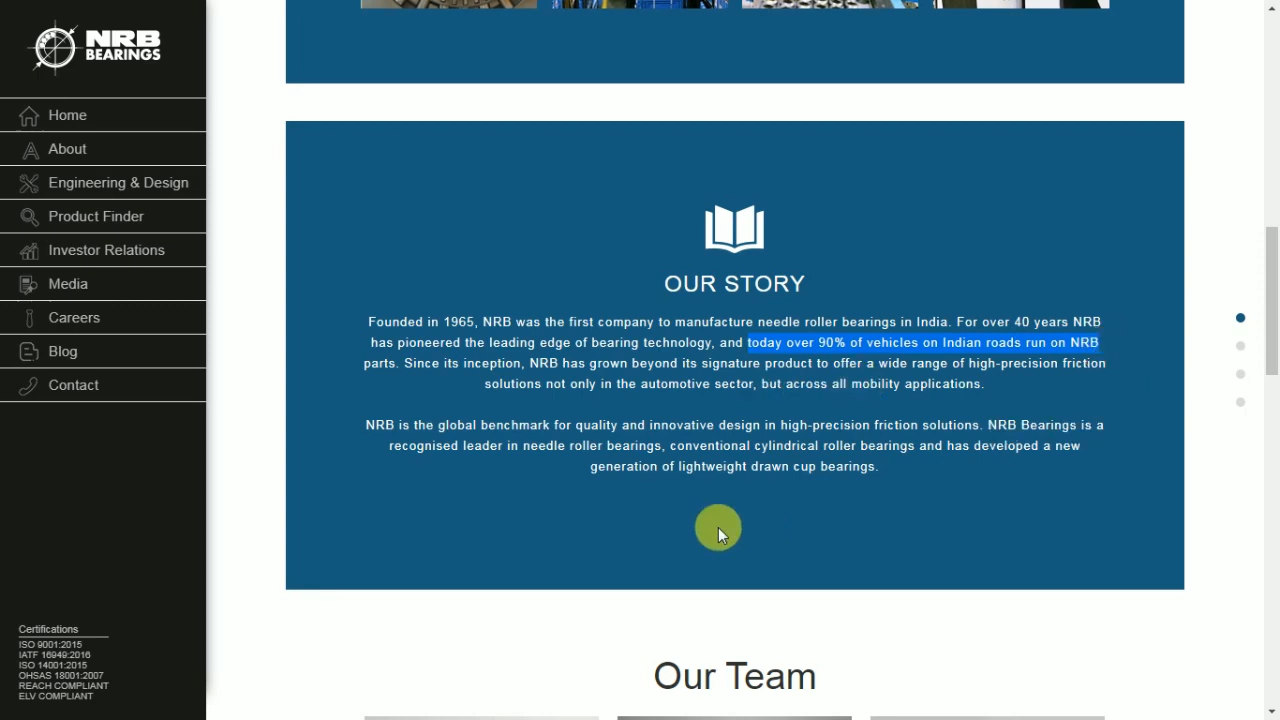 NRB
BEARINGS
Home
About
Engineering & Design
Product Finder
Investor Relations
Media
Careers
Blog
Contact
Certifications
ISO 9001:2015
IATF 16949:2016
ISO 14001:2015
OHSAS 18001:2007
REACH COMPLIANT
ELV COMPLIANT
OUR STORY
Founded in 1965, NRB was the first company to manufacture needle roller bearings in India. For over 40 years NRB
has pioneered the leading edge of bearing technology, and today over 90% of vehicles on Indian roads run on NRB
parts. Since its inception, NRB has grown beyond its signature product to offer a wide range of high-precision friction
solutions not only in the automotive sector, but across all mobility applications.
NRB is the global benchmark for quality and innovative design in high-precision friction solutions. NRB Bearings is a
recognised leader in needle roller bearings, conventional cylindrical roller bearings and has developed a new
generation of lightweight drawn cup bearings.
Our Team